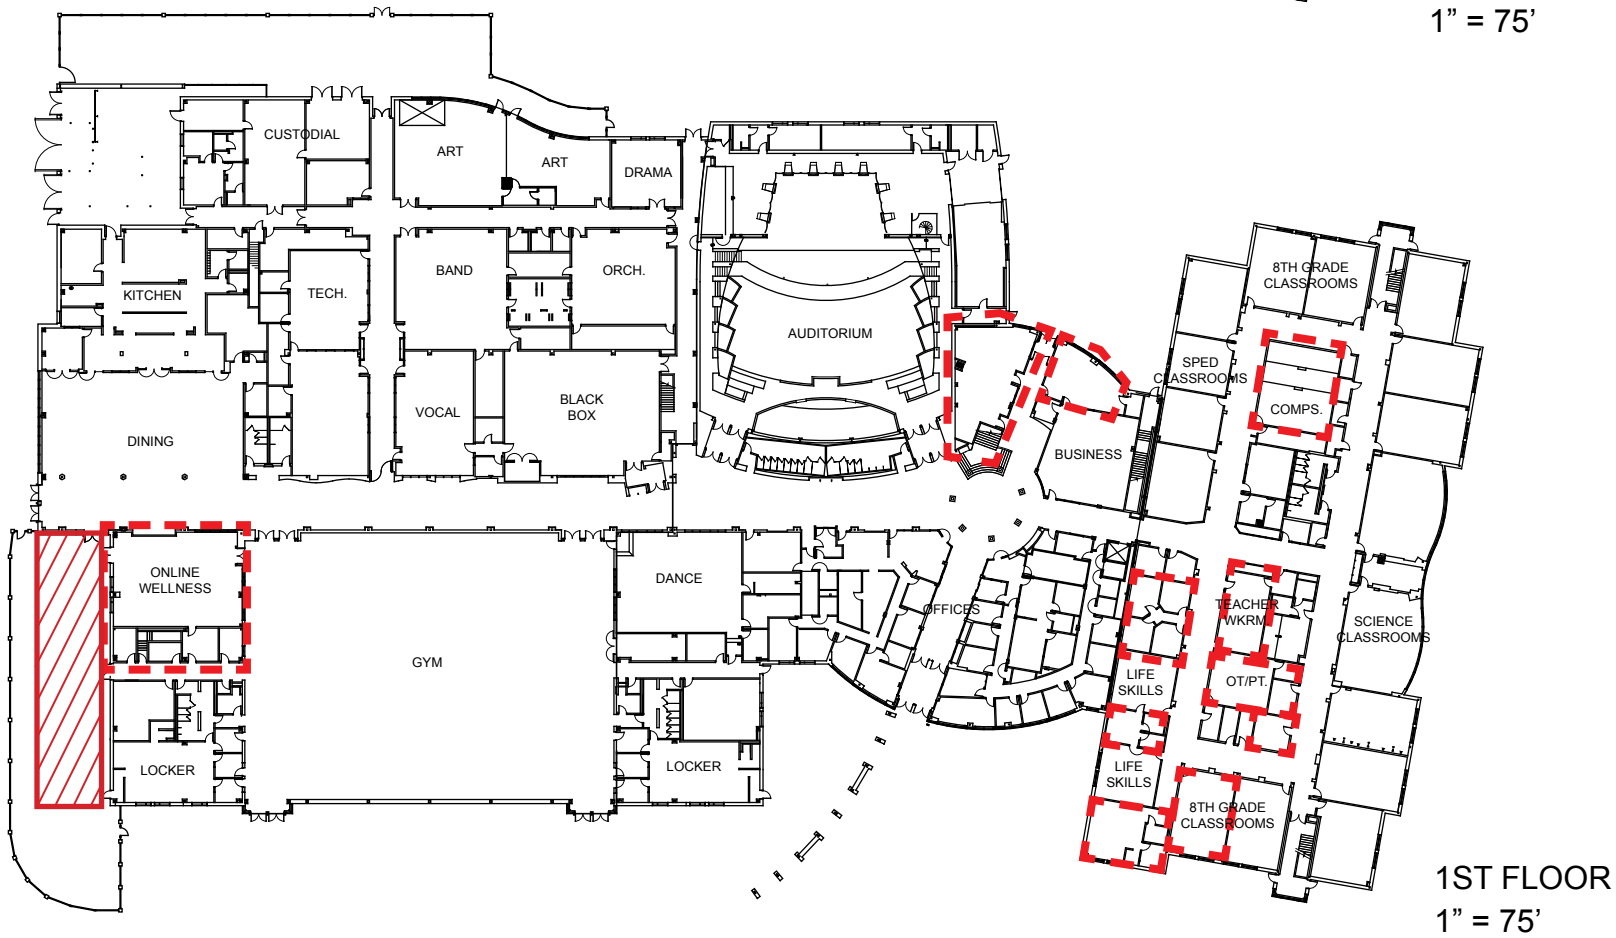 1” = 75’
CUSTODIAL
ART
ART
DRAMA
BAND
ORCH.
TECH.
KITCHEN
AUDITORIUM
8TH GRADE
CLASSROOMS
SPED
CLASSROOMS
COMPS.
VOCAL
BLACK
BOX
DINING
BUSINESS
ONLINE
WELLNESS
DANCE
OFFICES
TEACHER
WKRM
SCIENCE
CLASSROOMS
GYM
LIFE
SKILLS
OT/PT.
LOCKER
LOCKER
LIFE
SKILLS
8TH GRADE
CLASSROOMS
1ST FLOOR
1” = 75’